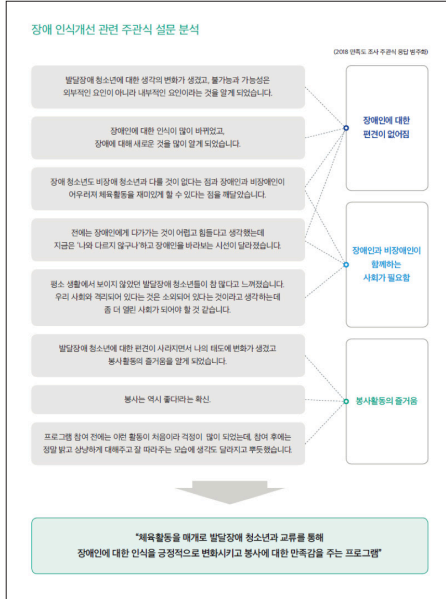 장애 인식개선 관련 주관식 설문 분석
(2018 만족도 조사 주관식 응답 범주화)
발달장애 청소년에 대한 생각의 변화가 생겼고, 불가능과 가능성은
외부적인 요인이 아니라 내부적인 요인이라는 것을 알게 되었습니다.
장애인에 대한 인식이 많이 바뀌었고,
장애에 대해 새로운 것을 많이 알게 되었습니다.
장애 청소년도 비장애 청소년과 다를 것이 없다는 점과 장애인과 비장애인이
어우러져 체육활동을 재미있게 할 수 있다는 점을 깨달았습니다.
전에는 장애인에게 다가가는 것이 어렵고 힘들다고 생각했는데
지금은 '나와 다르지 않구나'하고 장애인을 바라보는 시선이 달라졌습니다.
평소 생활에서 보이지 않았던 발달장애 청소년들이 참 많다고 느껴졌습니다.
우리 사회와 격리되어 있다는 것은 소외되어 있다는 것이라고 생각하는데
좀 더 열린 사회가 되어야 할 것 같습니다.
발달장애 청소년에 대한 편견이 사라지면서 나의 태도에 변화가 생겼고
봉사활동의 즐거움을 알게 되었습니다.
봉사는 역시 좋다!라는 확신.
프로그램 참여 전에는 이런 활동이 처음이라 걱정이 많이 되었는데, 참여 후에는
정말 밝고 상냥하게 대해주고 잘 따라주는 모습에 생각도 달라지고 뿌듯했습니다.
장애인에 대한
편견이 없어짐
장애인과 비장애인이
함께하는
사회가 필요함
봉사활동의 즐거움
"체육활동을 매개로 발달장애 청소년과 교류를 통해
장애인에 대한 인식을 긍정적으로 변화시키고 봉사에 대한 만족감을 주는 프로그램"